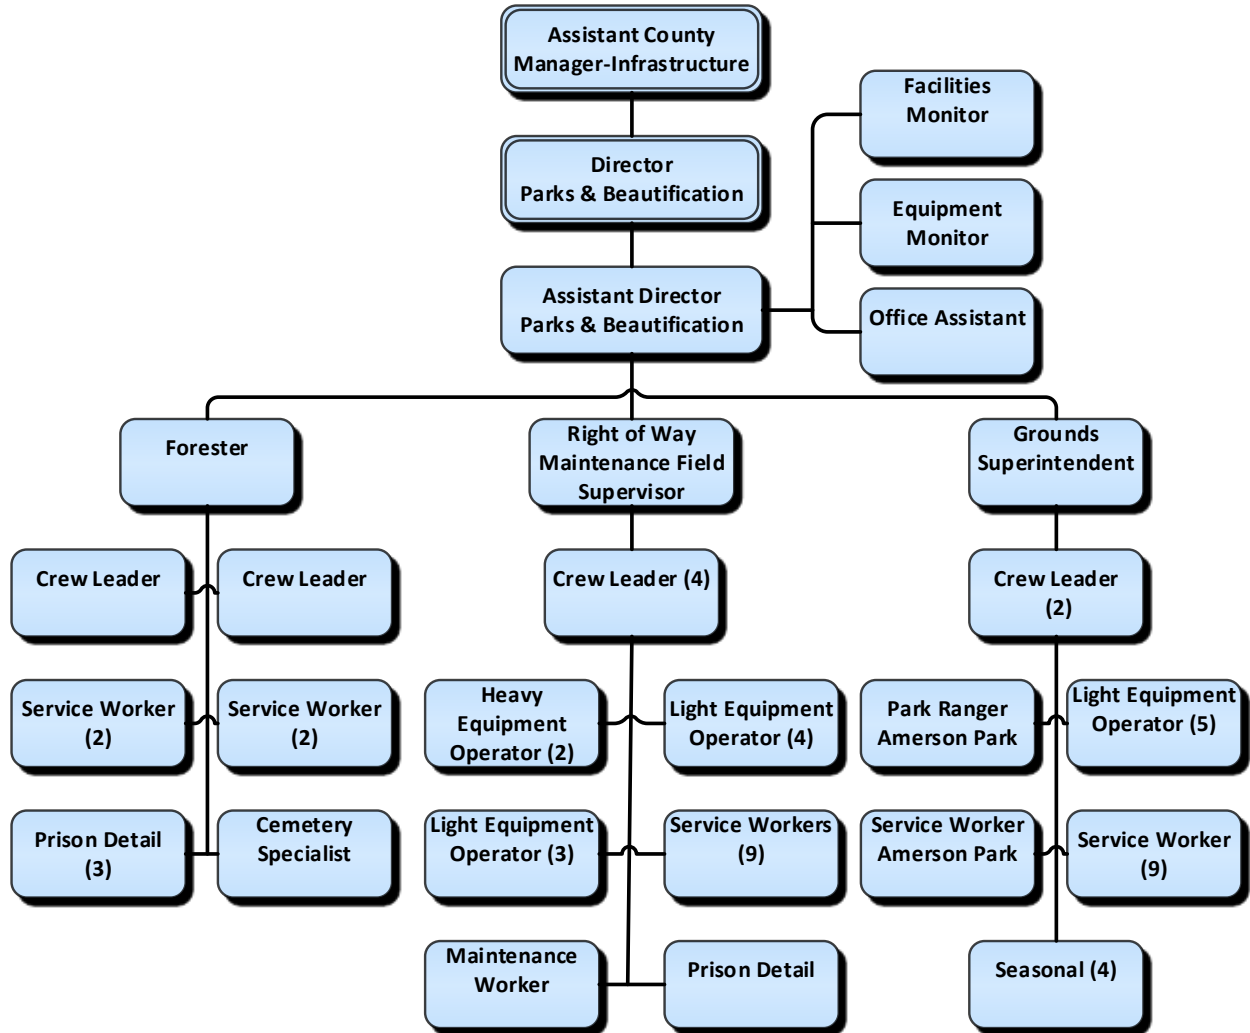 Assistant County
Manager-Infrastructure
Facilities
Monitor
Director
Parks & Beautification
Equipment
Monitor
Assistant Director
Parks & Beautification
Office Assistant
Forester
Right of Way
Maintenance Field
Supervisor
Grounds
Superintendent
Crew Leader
Crew Leader
Crew Leader (4)
Crew Leader
(2)
Service Worker
(2)
Service Worker
(2)
Heavy
Equipment
Operator (2)
Light Equipment
Operator (4)
Park Ranger
Amerson Park
Light Equipment
Operator (5)
Prison Detail
(3)
Cemetery
Specialist
Light Equipment
Operator (3)
Service Workers
(9)
Service Worker
Amerson Park
Service Worker
(9)
Maintenance
Worker
Prison Detail
Seasonal (4)